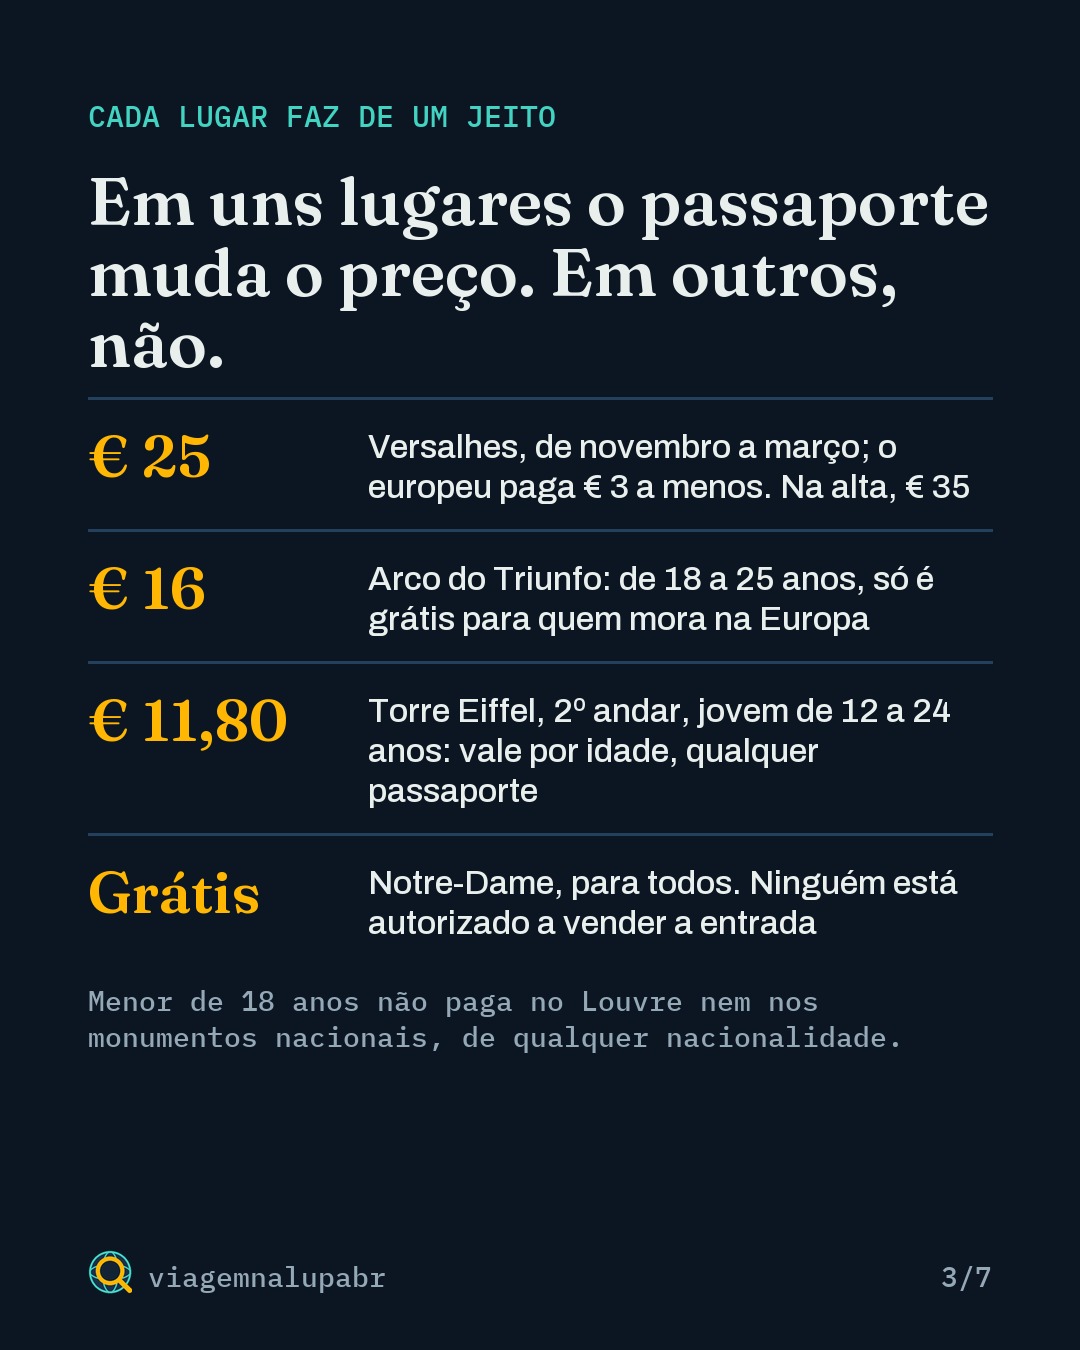 CADA LUGAR FAZ DE UM JEITO
Em uns lugares o passaporte
muda o preço. Em outros,
não.
€ 25
Versalhes, de novembro a março; o
europeu paga € 3 a menos. Na alta, € 35
€ 16
Arco do Triunfo: de 18 a 25 anos, só é
grátis para quem mora na Europa
€ 11,80
Torre Eiffel, 2º andar, jovem de 12 a 24
anos: vale por idade, qualquer
passaporte
Grátis
Notre-Dame, para todos. Ninguém está
autorizado a vender a entrada
Menor de 18 anos não paga no Louvre nem nos
monumentos nacionais, de qualquer nacionalidade.
viagemnalupabr
3/7